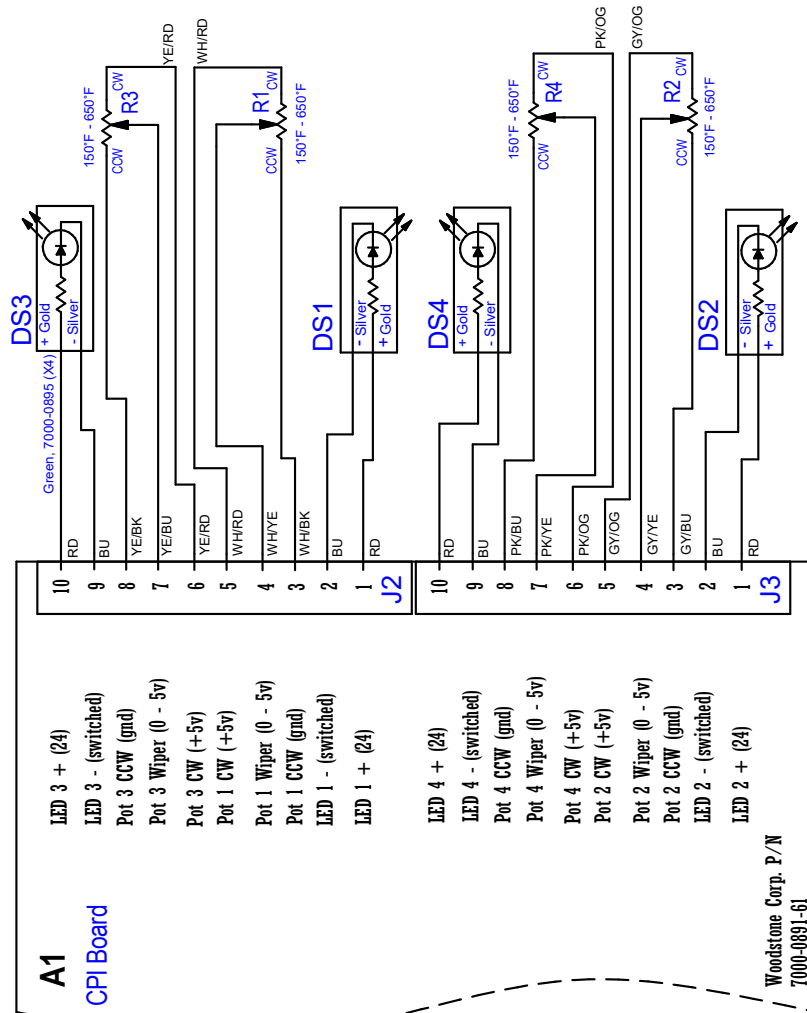 PK/OG
GY/OG
YE/RD
WH/RD
150°F - 650°F
CW
R3
CCW
R1
CW
CCW
150°F - 650°F
150°F - 650°F
CW
R4
CCW
R2
CW
CCW
150°F - 650°F
DS3
+ Gold
- Silver
Green, 7000-0895 (X4)
DS1
- Silver
+ Gold
DS4
+ Gold
- Silver
DS2
- Silver
+ Gold
RD
BU
YE/BK
YE/BU
YE/RD
WH/RD
WH/YE
WH/BK
BU
RD
RD
BU
PK/BU
PK/YE
PK/OG
GY/OG
GY/YE
GY/BU
BU
RD
10
9
8
7
6
5
4
3
2
1
J2
10
9
8
7
6
5
4
3
2
1
J3
LED 3 + (24)
LED 3 - (switched)
Pot 3 CCW (gnd)
Pot 3 Wiper (0 - 5v)
Pot 3 CW (+5v)
Pot 1 CW (+5v)
Pot 1 Wiper (0 - 5v)
Pot 1 CCW (gnd)
LED 1 - (switched)
LED 1 + (24)
LED 4 + (24)
LED 4 - (switched)
Pot 4 CCW (gnd)
Pot 4 Wiper (0 - 5v)
Pot 4 CW (+5v)
Pot 2 CW (+5v)
Pot 2 Wiper (0 - 5v)
Pot 2 CCW (gnd)
LED 2 - (switched)
LED 2 + (24)
A1
CPI Board
Woodstone Corp. P/N
7000-0891-61